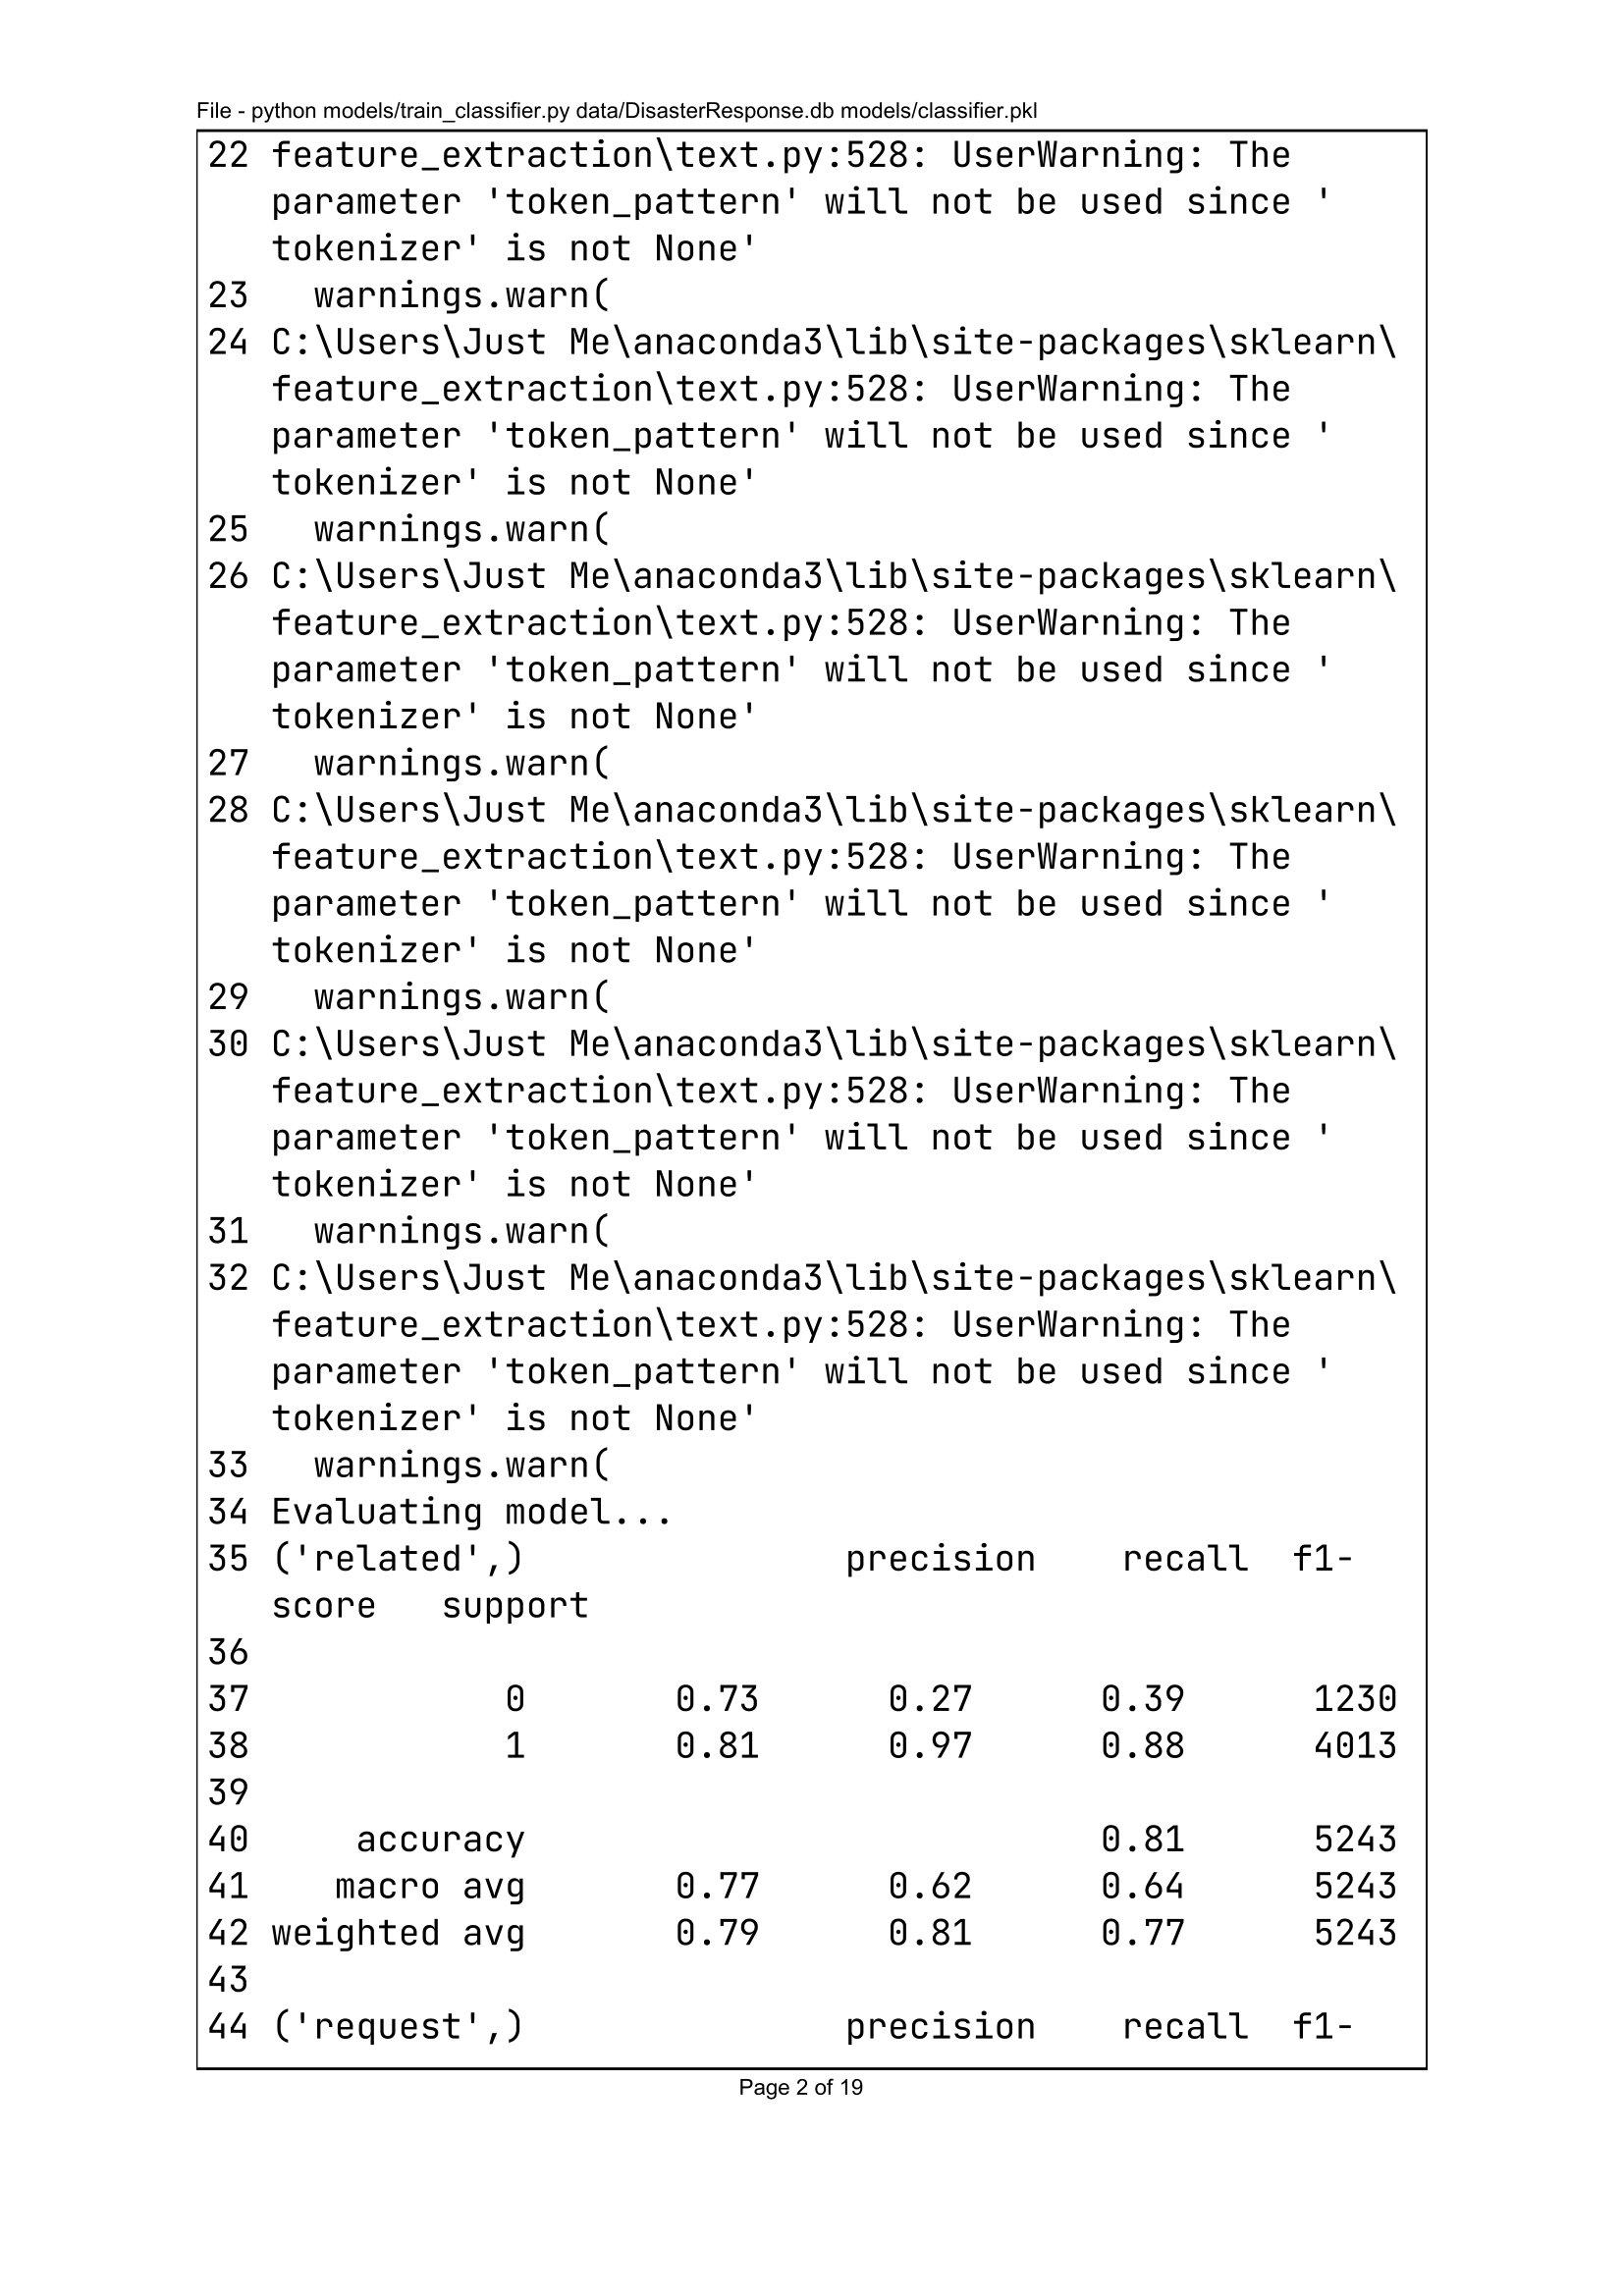 File - python models/train_classifier.py data/DisasterResponse.db models/classifier.pkl
22 feature_extraction\text.py:528: UserWarning: The
parameter 'token_pattern' will not be used since '
tokenizer' is not None'
23   warnings.warn(
24 C:\Users\Just Me\anaconda3\lib\site-packages\sklearn\
feature_extraction\text.py:528: UserWarning: The
parameter 'token_pattern' will not be used since '
tokenizer' is not None'
25   warnings.warn(
26 C:\Users\Just Me\anaconda3\lib\site-packages\sklearn\
feature_extraction\text.py:528: UserWarning: The
parameter 'token_pattern' will not be used since '
tokenizer' is not None'
27   warnings.warn(
28 C:\Users\Just Me\anaconda3\lib\site-packages\sklearn\
feature_extraction\text.py:528: UserWarning: The
parameter 'token_pattern' will not be used since '
tokenizer' is not None'
29   warnings.warn(
30 C:\Users\Just Me\anaconda3\lib\site-packages\sklearn\
feature_extraction\text.py:528: UserWarning: The
parameter 'token_pattern' will not be used since '
tokenizer' is not None'
31   warnings.warn(
32 C:\Users\Just Me\anaconda3\lib\site-packages\sklearn\
feature_extraction\text.py:528: UserWarning: The
parameter 'token_pattern' will not be used since '
tokenizer' is not None'
33   warnings.warn(
34 Evaluating model...
35 ('related',)               precision    recall  f1-
score   support
36
37            0       0.73      0.27      0.39      1230
38            1       0.81      0.97      0.88      4013
39
40     accuracy                           0.81      5243
41    macro avg       0.77      0.62      0.64      5243
42 weighted avg       0.79      0.81      0.77      5243
43
44 ('request',)               precision    recall  f1-
Page 2 of 19